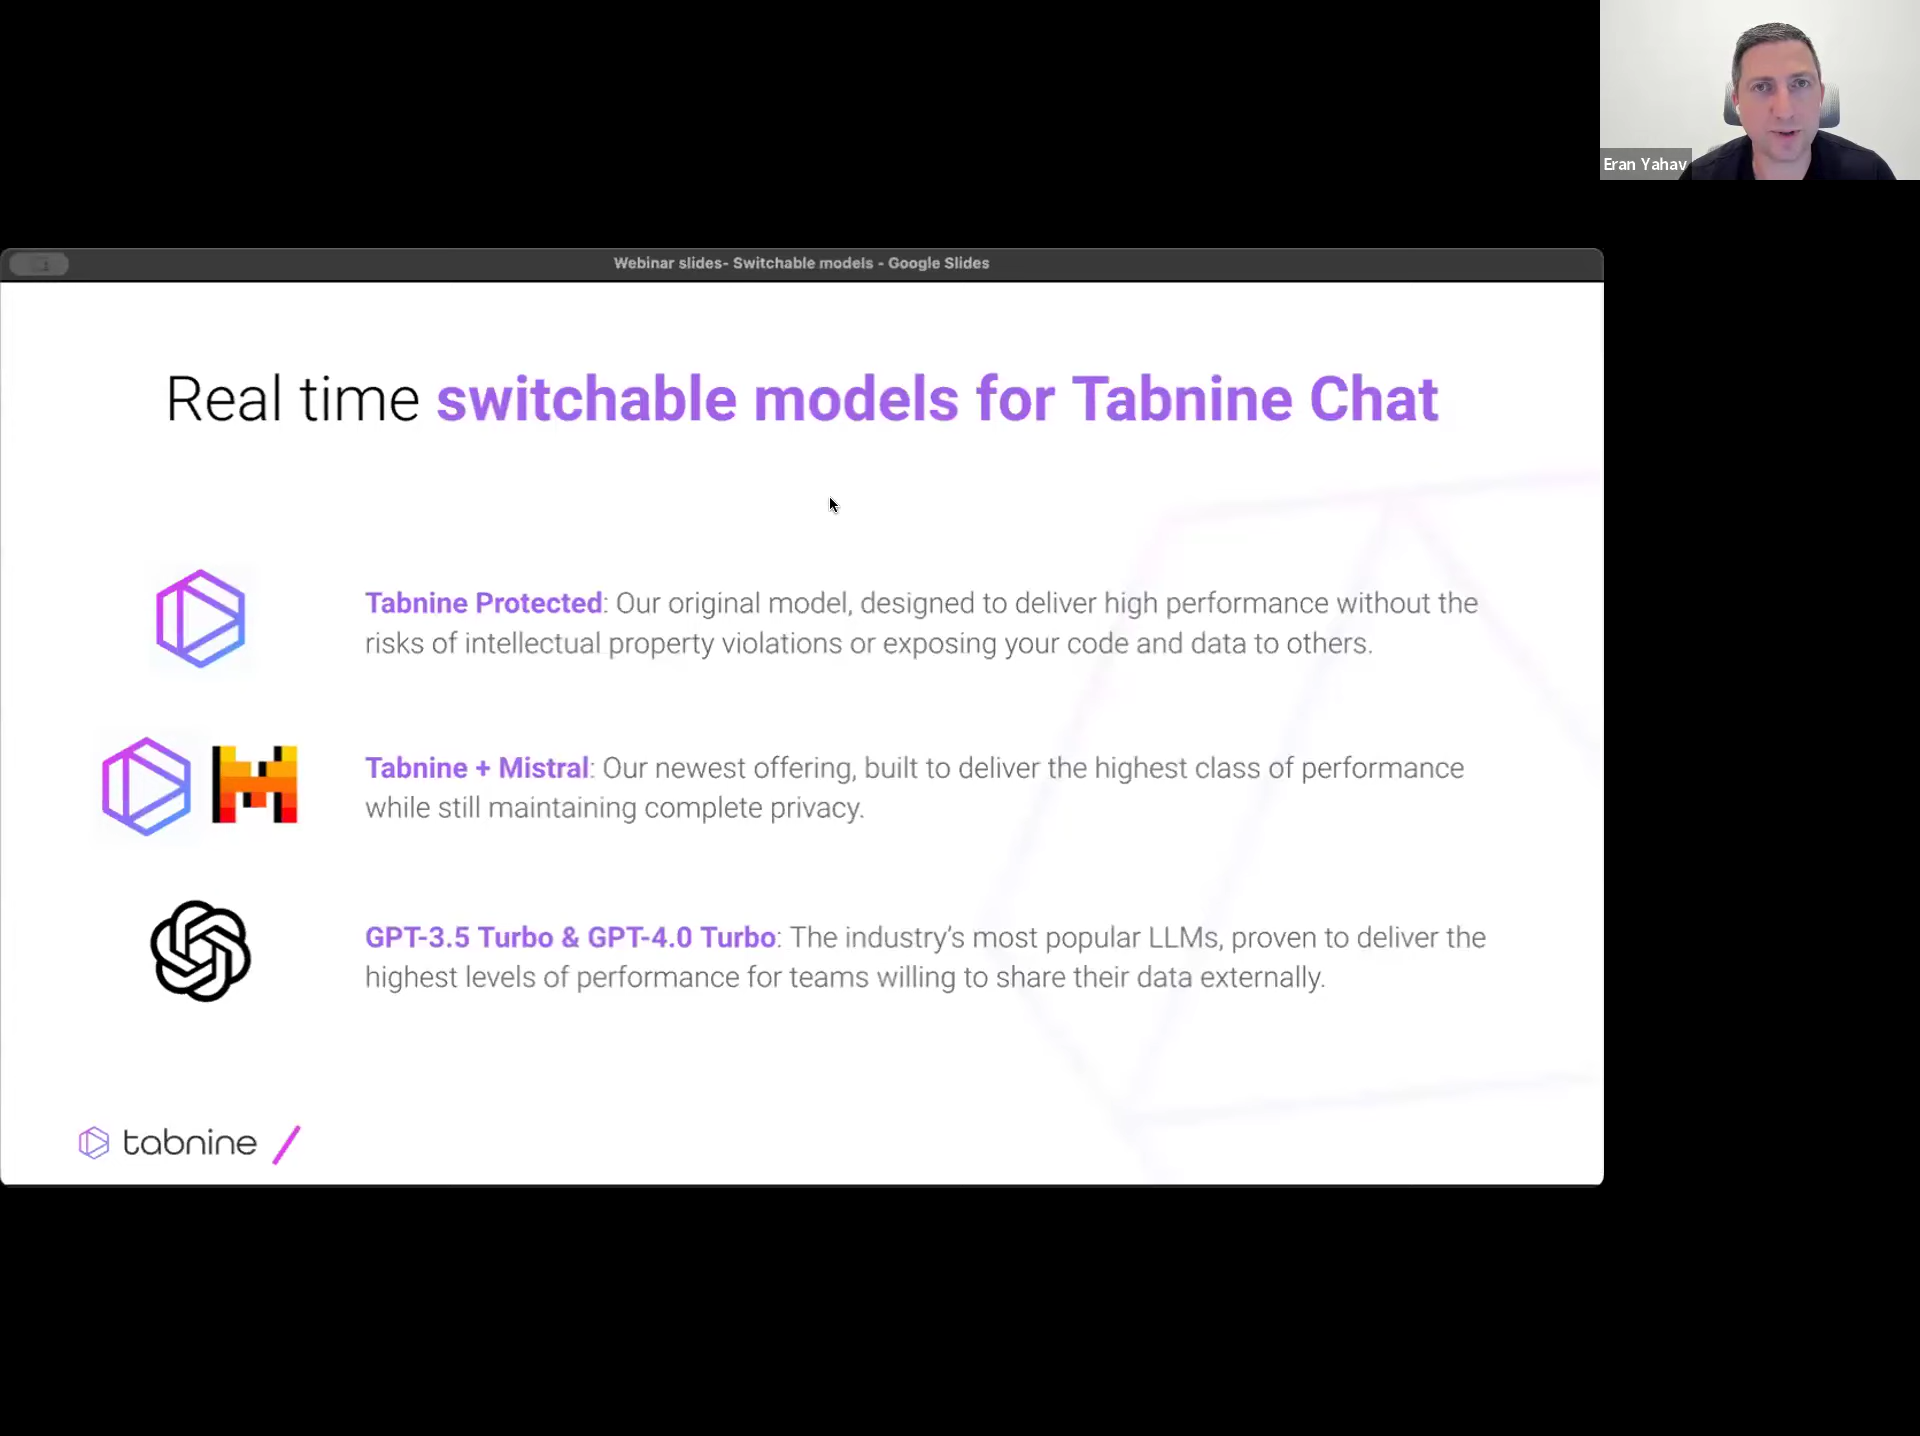 Eran Yahav
Webinar slides- Switchable models - Google Slides
Real time switchable models for Tabnine Chat
Tabnine Protected: Our original model, designed to deliver high performance without the
risks of intellectual property violations or exposing your code and data to others.
Tabnine + Mistral: Our newest offering, built to deliver the highest class of performance
while still maintaining complete privacy.
GPT-3.5 Turbo & GPT-4.0 Turbo: The industry’s most popular LLMs, proven to deliver the
highest levels of performance for teams willing to share their data externally.
tabnine